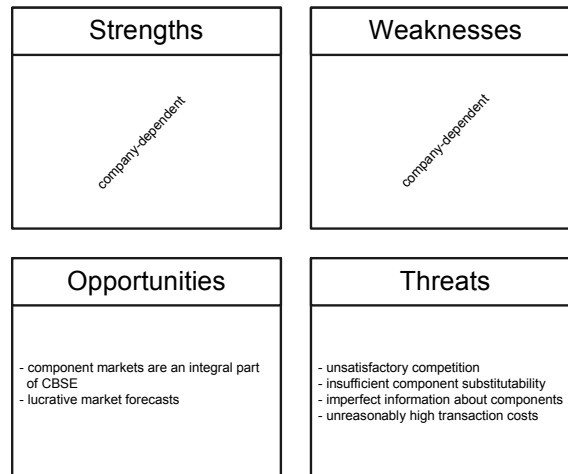 Strengths
company-dependent
Weaknesses
company-dependent
Opportunities
- component markets are an integral part
of CBSE
- lucrative market forecasts
Threats
- unsatisfactory competition
- insufficient component substitutability
- imperfect information about components
- unreasonably high transaction costs